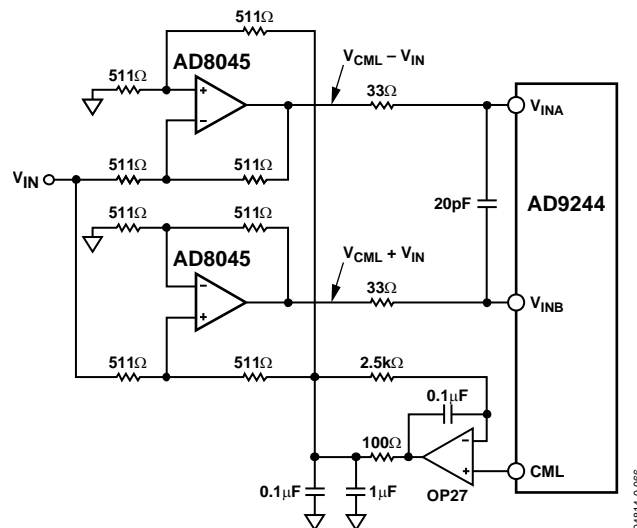 511Ω
AD8045
V_CML – V_IN
511Ω
+
33Ω
V_INA
–
V_IN
511Ω
511Ω
20pF
AD9244
511Ω
511Ω
AD8045
V_CML + V_IN
–
33Ω
V_INB
+
511Ω
511Ω
2.5kΩ
0.1μF
100Ω
–
+
CML
0.1μF
1μF
OP27